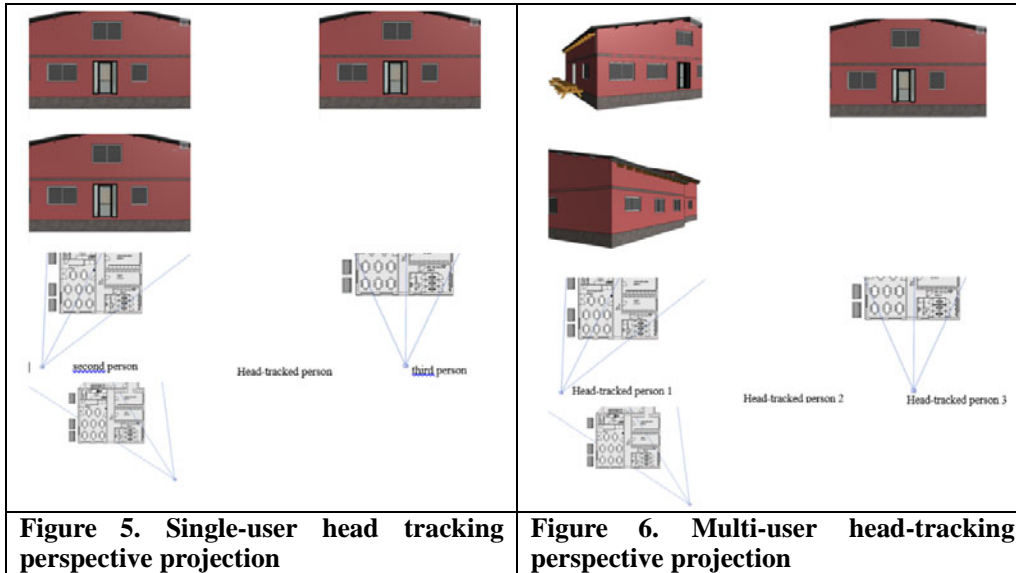 second person
Head-tracked person
third person
Head-tracked person 1
Head-tracked person 2
Head-tracked person 3
Figure 5. Single-user head tracking
perspective projection
Figure 6. Multi-user head-tracking
perspective projection